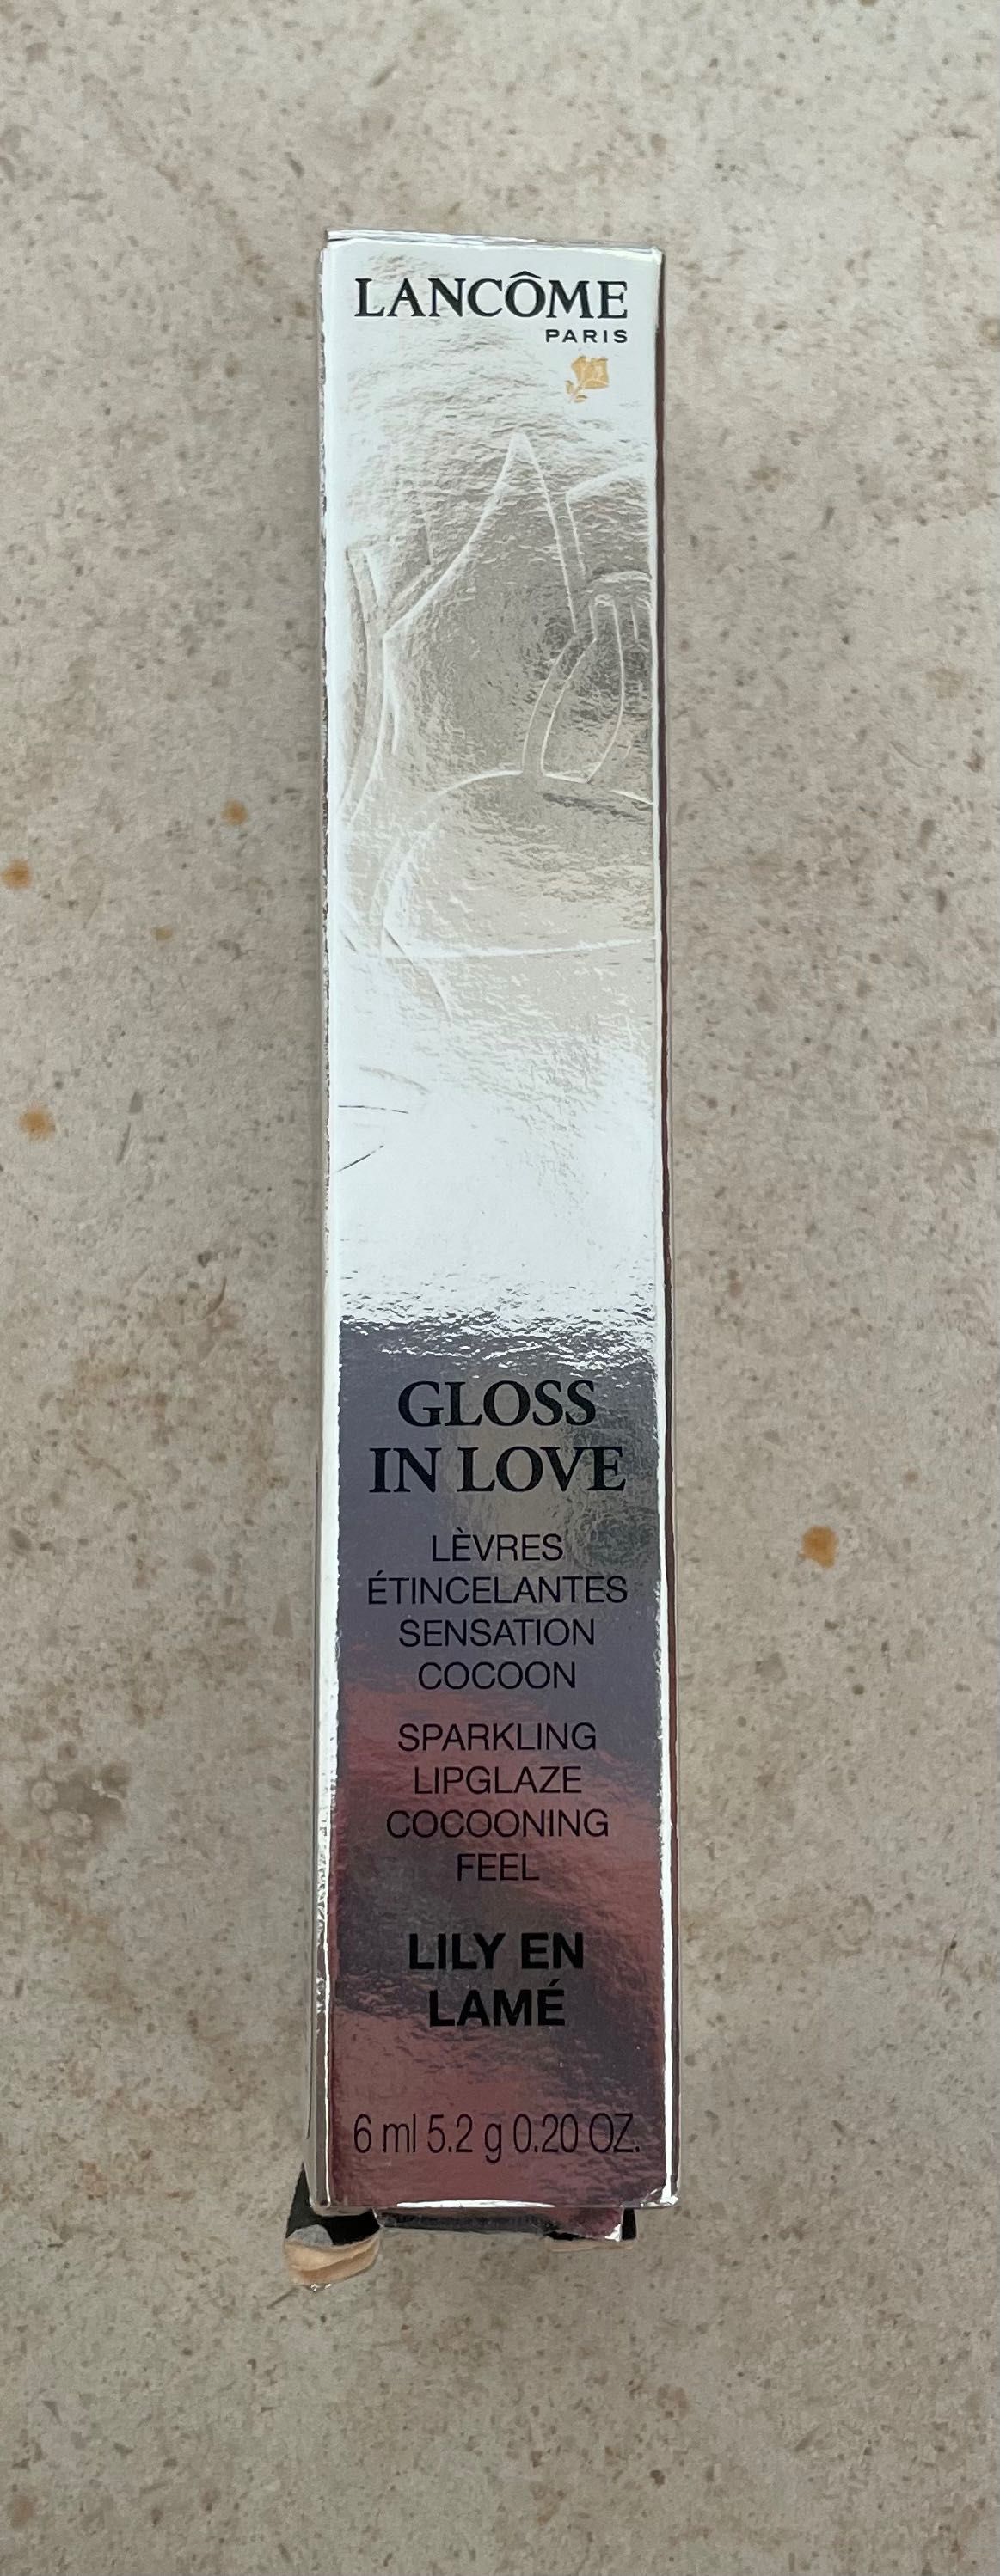 LANCÔME
PARIS
GLOSS
IN LOVE
LÈVRES
ÉTINCELANTES
SENSATION
COCOON
SPARKLING
LIPGLAZE
COCOONING
FEEL
LILY EN
LAMÉ
6 ml 5.2 g 0.20 OZ.